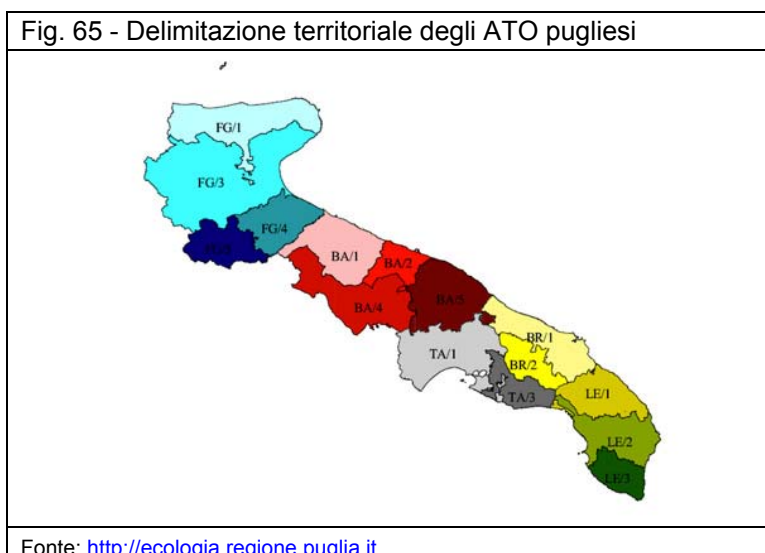 Fig. 65 - Delimitazione territoriale degli ATO pugliesi
FG/1
FG/3
FG/4
BA/1
BA/2
BA/4
BA/5
BR/1
TA/1
BR/2
TA/3
LE/1
LE/2
LE/3
Fonte: http://ecologia.regione.puglia.it